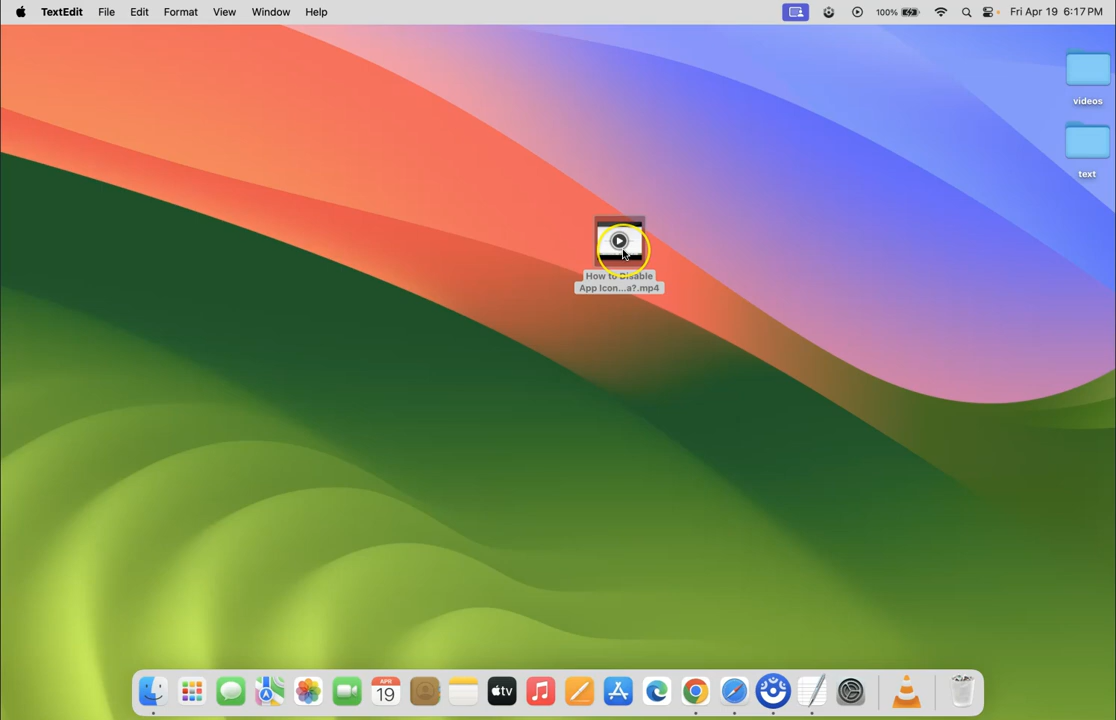 TextEdit File Edit Format View Window Help 100% Fri Apr 19 6:17 PM
videos
text
How to Disable
App Icon...a?.mp4
APR
19
tv